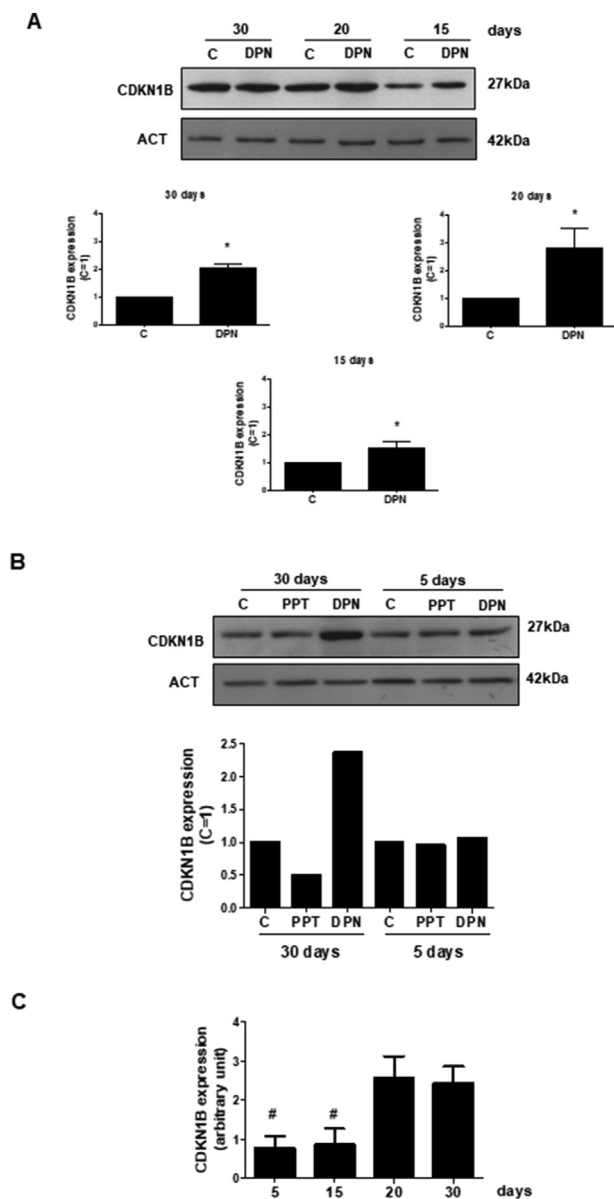 A
30 20 15 days
C DPN C DPN C DPN
CDKN1B 27kDa
ACT 42kDa
30 days
CDKN1B expression
(C=1)
4
3
2
1
0
C DPN
*
20 days
CDKN1B expression
(C=1)
4
3
2
1
0
C DPN
*
15 days
CDKN1B expression
(C=1)
4
3
2
1
0
C DPN
*
B
30 days 5 days
C PPT DPN C PPT DPN
CDKN1B 27kDa
ACT 42kDa
CDKN1B expression
(C=1)
2.5
2.0
1.5
1.0
0.5
0.0
C PPT DPN C PPT DPN
30 days 5 days
C
CDKN1B expression
(arbitrary unit)
4
3
2
1
0
# #
5 15 20 30 days